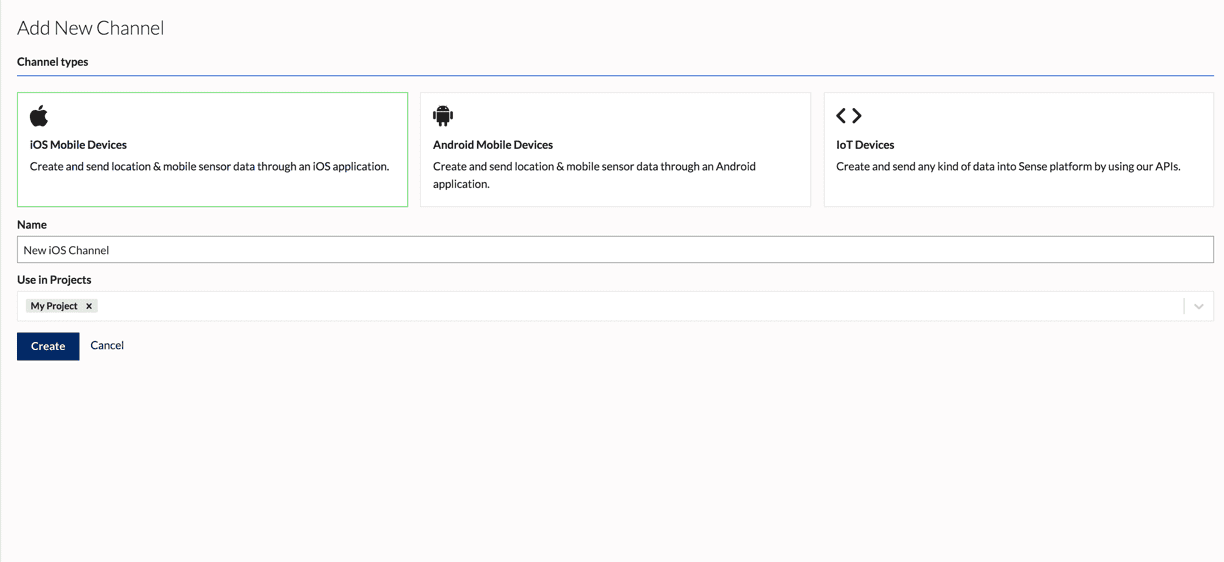 Add New Channel
Channel types
iOS Mobile Devices
Create and send location & mobile sensor data through an iOS application.
Android Mobile Devices
Create and send location & mobile sensor data through an Android
application.
IoT Devices
Create and send any kind of data into Sense platform by using our APIs.
Name
New iOS Channel
Use in Projects
My Project x
Create
Cancel